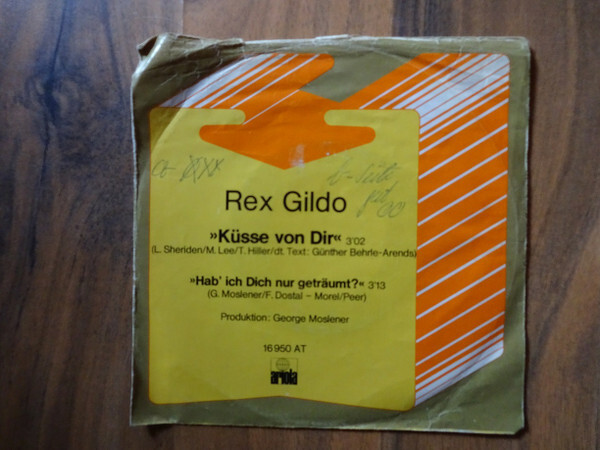 b-Seite
Rex Gildo
»Küsse von Dir« 3'02
(L. Sheriden/M. Lee/T. Hiller/dt. Text: Günther Behrle-Arends)
»Hab' ich Dich nur geträumt?« 3'13
(G. Moslener/F. Dostal – Morel/Peer)
Produktion: George Moslener
16 950 AT
ariola